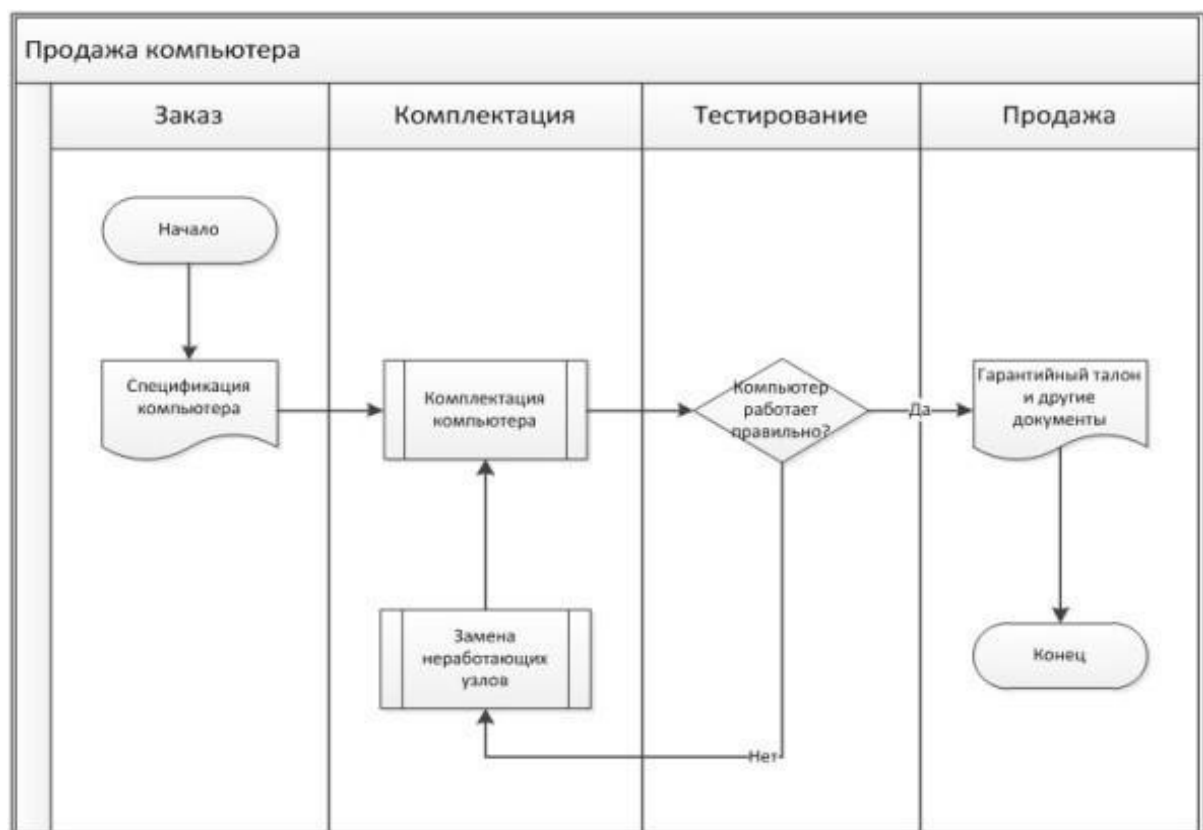 Продажа компьютера
Заказ
Комплектация
Тестирование
Продажа
Начало
Спецификация
компьютера
Комплектация
компьютера
Компьютер
работает
правильно?
Да
Гарантийный талон
и другие
документы
Замена
неработающих
узлов
Конец
Нет